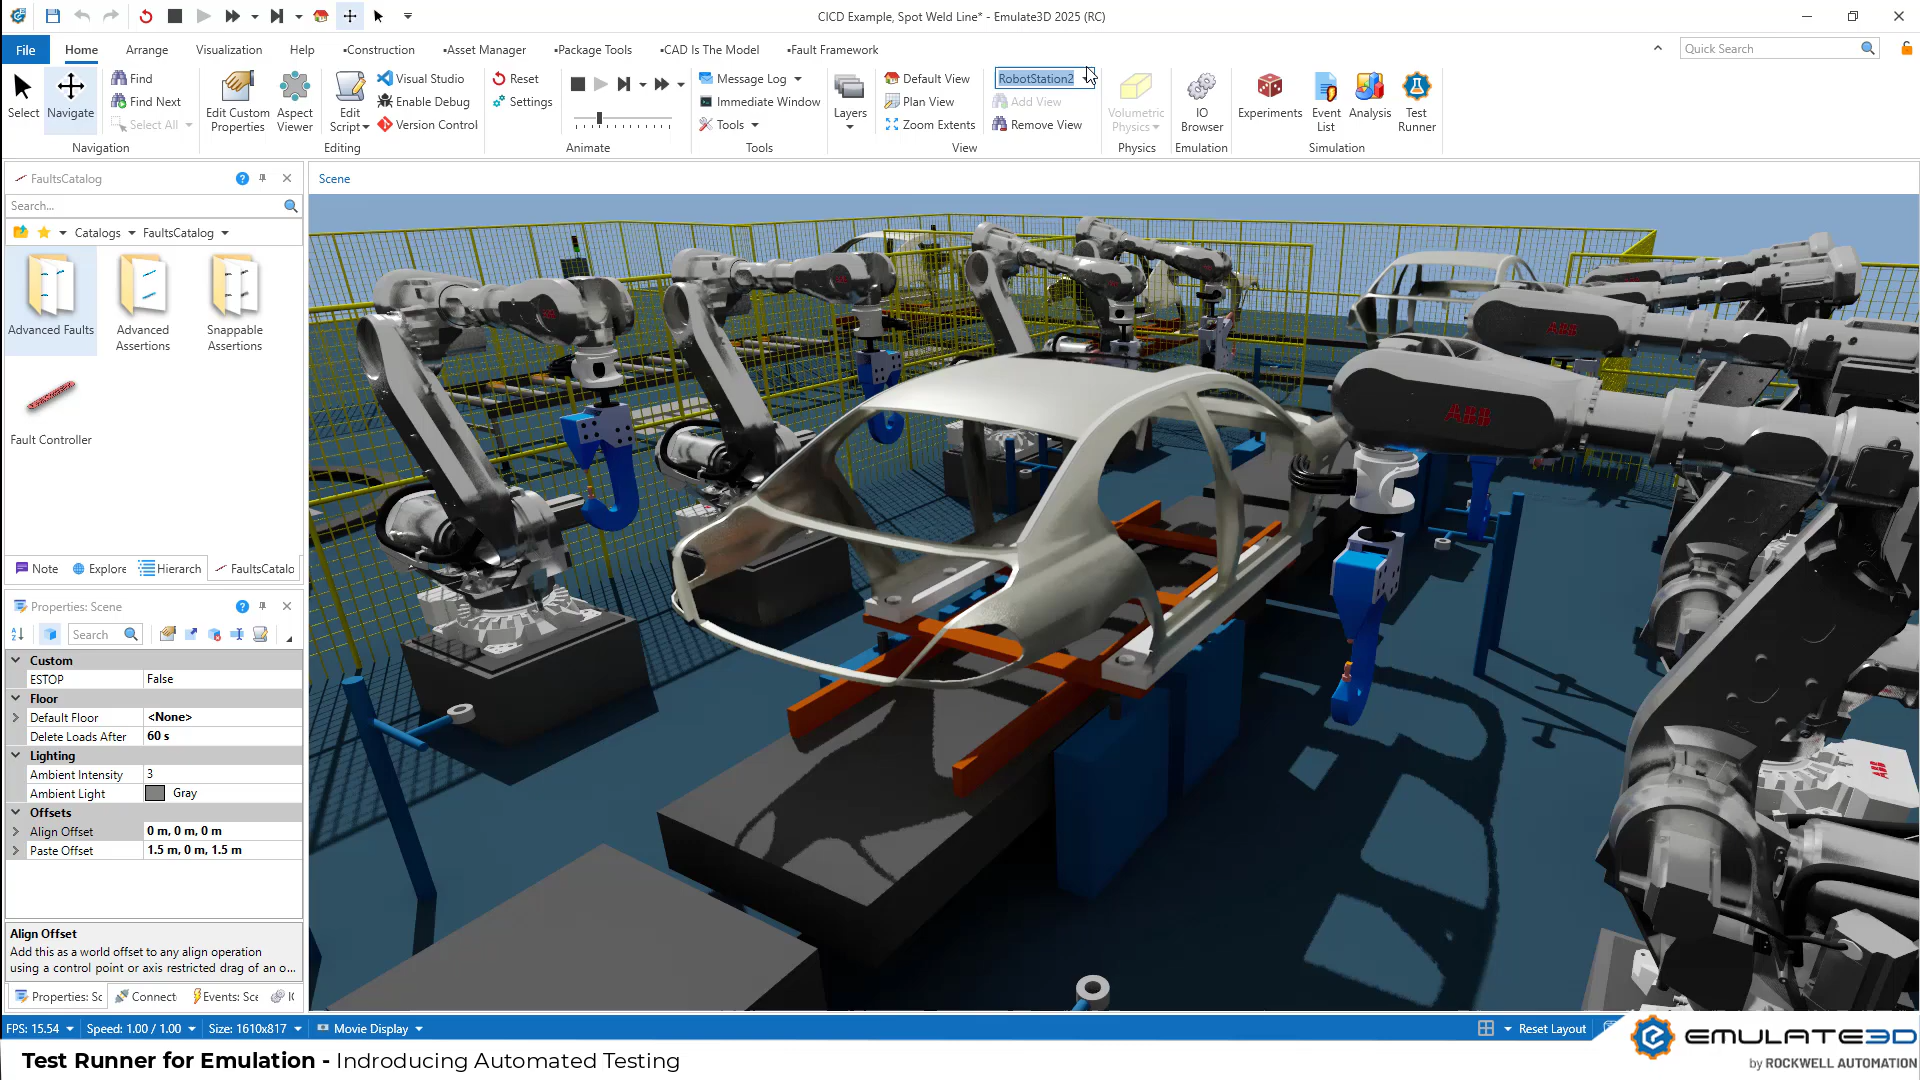 CICD Example, Spot Weld Line* - Emulate3D 2025 (RC)
File
Home
Arrange
Visualization
Help
•Construction
•Asset Manager
•Package Tools
•CAD Is The Model
•Fault Framework
Quick Search
Select
Navigate
Find
Find Next
Select All
Navigation
Edit Custom
Properties
Aspect
Viewer
Edit
Script
Visual Studio
Enable Debug
Version Control
Editing
Reset
Settings
Animate
Message Log
Immediate Window
Tools
Tools
Layers
Default View
Plan View
Zoom Extents
RobotStation2
Add View
Remove View
View
Volumetric
Physics
Physics
IO
Browser
Emulation
Experiments
Event
List
Analysis
Test
Runner
Simulation
FaultsCatalog
Search...
Catalogs
FaultsCatalog
Advanced Faults
Advanced
Assertions
Snappable
Assertions
Fault Controller
Note
Explore
Hierarch
FaultsCatalo
Properties: Scene
Search
Custom
ESTOP False
Floor
Default Floor <None>
Delete Loads After 60 s
Lighting
Ambient Intensity 3
Ambient Light Gray
Offsets
Align Offset 0 m, 0 m, 0 m
Paste Offset 1.5 m, 0 m, 1.5 m
Align Offset
Add this as a world offset to any align operation
using a control point or axis restricted drag of an o...
Properties: Sc
Connect
Events: Sce
Scene
ABB
ABB
ABB
FPS: 15.54
Speed: 1.00 / 1.00
Size: 1610x817
Movie Display
Reset Layout
Test Runner for Emulation - Indroducing Automated Testing
EMULATE3D
by ROCKWELL AUTOMATION